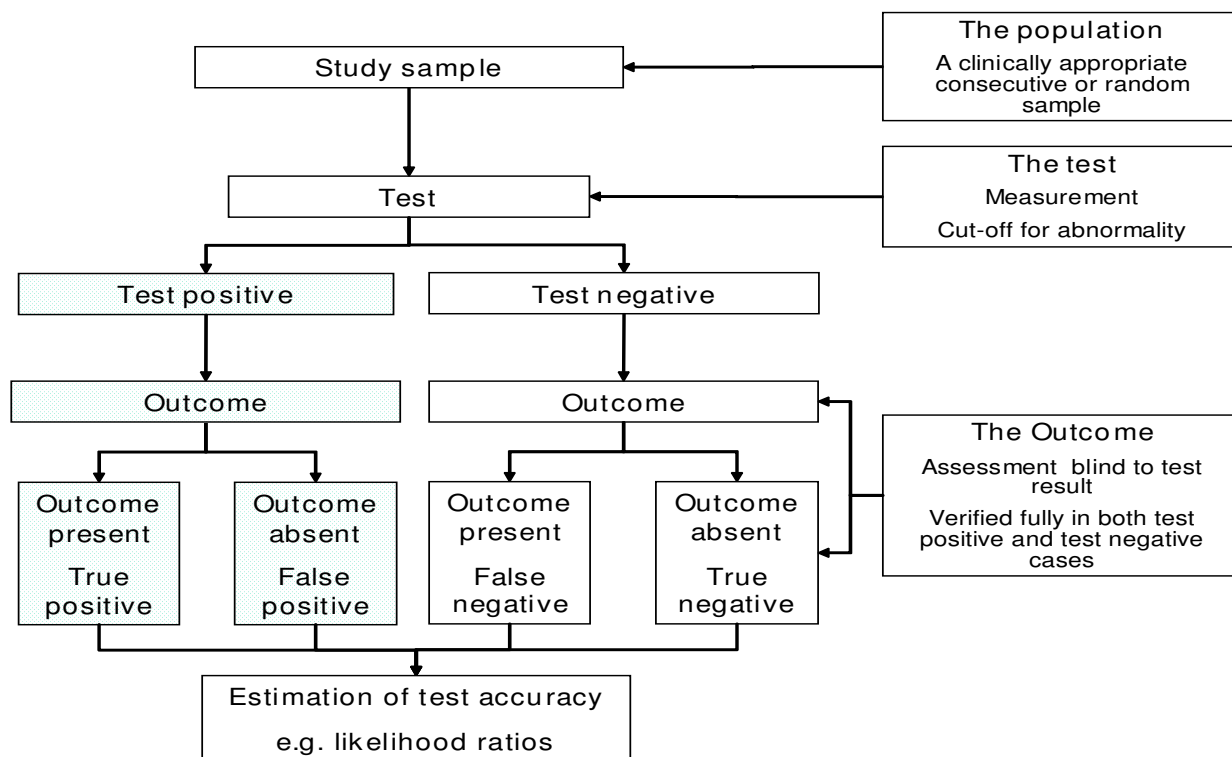 Study sample
The population
A clinically appropriate
consecutive or random
sample
Test
The test
Measurement
Cut-off for abnormality
Test positive
Test negative
Outcome
Outcome
The Outcome
Assessment blind to test
result
Verified fully in both test
positive and test negative
cases
Outcome
present
True
positive
Outcome
absent
False
positive
Outcome
present
False
negative
Outcome
absent
True
negative
Estimation of test accuracy
e.g. likelihood ratios